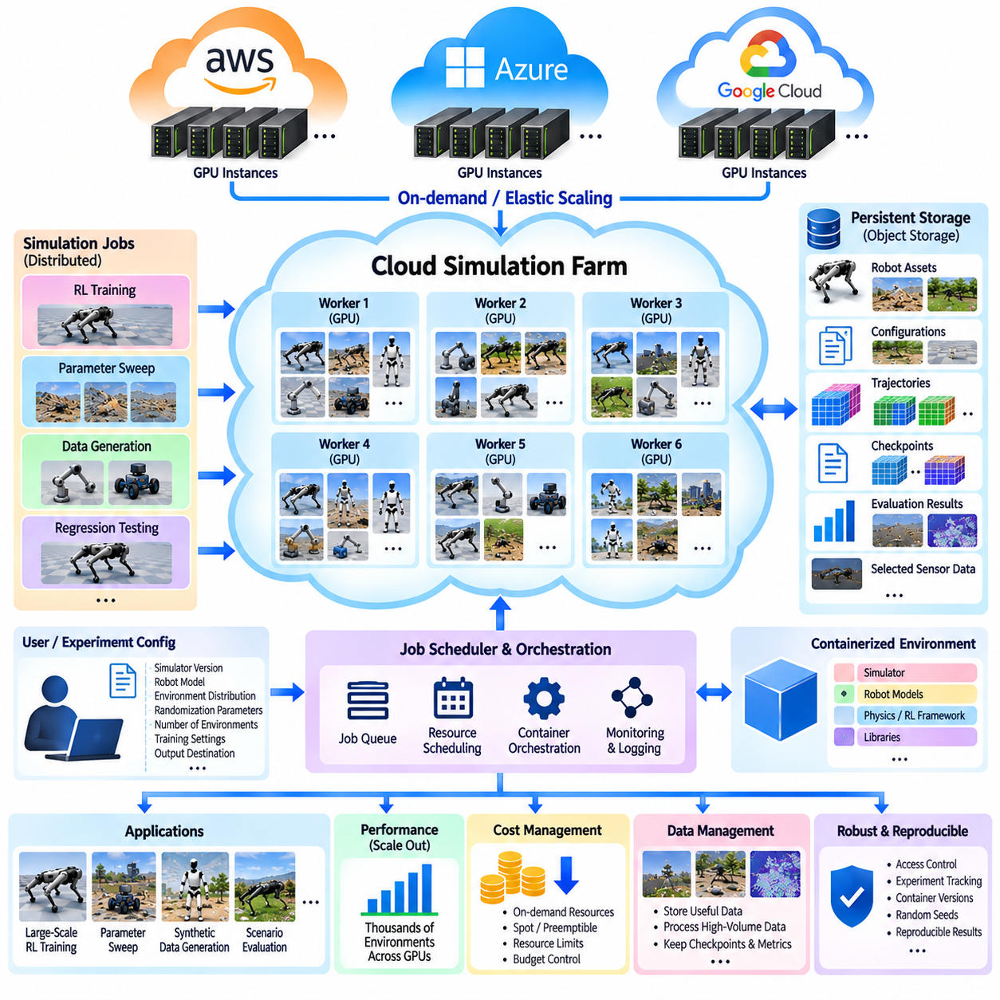 aws
Azure
Google Cloud
GPU Instances
GPU Instances
GPU Instances
On-demand / Elastic Scaling
Simulation Jobs
(Distributed)
RL Training
Parameter Sweep
Data Generation
Regression Testing
...
Cloud Simulation Farm
Worker 1
(GPU)
...
Worker 2
(GPU)
...
Worker 3
(GPU)
...
Worker 4
(GPU)
...
Worker 5
(GPU)
...
Worker 6
(GPU)
...
Persistent Storage
(Object Storage)
Robot Assets
Configurations
Trajectories
Checkpoints
Evaluation Results
Selected Sensor Data
...
User / Experiment Config
Simulator Version
Robot Model
Environment Distribution
Randomization Parameters
Number of Environments
Training Settings
Output Destination
...
Job Scheduler & Orchestration
Job Queue
Resource
Scheduling
Container
Orchestration
Monitoring
& Logging
Containerized Environment
Simulator
Robot Models
Physics / RL Framework
Libraries
...
Applications
Large-Scale
RL Training
Parameter
Sweep
Synthetic
Data Generation
Scenario
Evaluation
...
Performance
(Scale Out)
Thousands of
Environments
Across GPUs
Cost Management
• On-demand Resources
• Spot / Preemptible
• Resource Limits
• Budget Control
Data Management
• Store Useful Data
• Process High-Volume Data
• Keep Checkpoints & Metrics
...
Robust & Reproducible
• Access Control
• Experiment Tracking
• Container Versions
• Random Seeds
• Reproducible Results
...